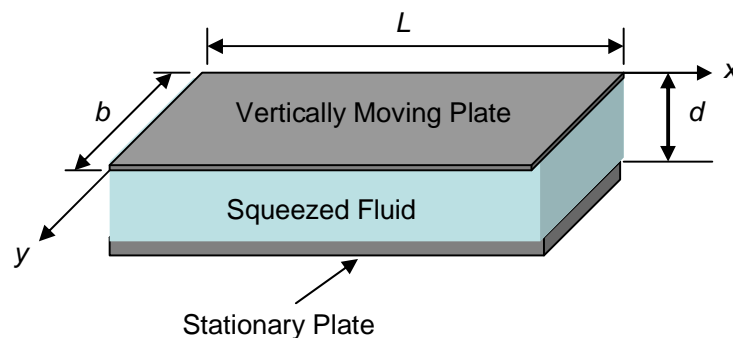 L
x
b
Vertically Moving Plate
d
Squeezed Fluid
y
Stationary Plate